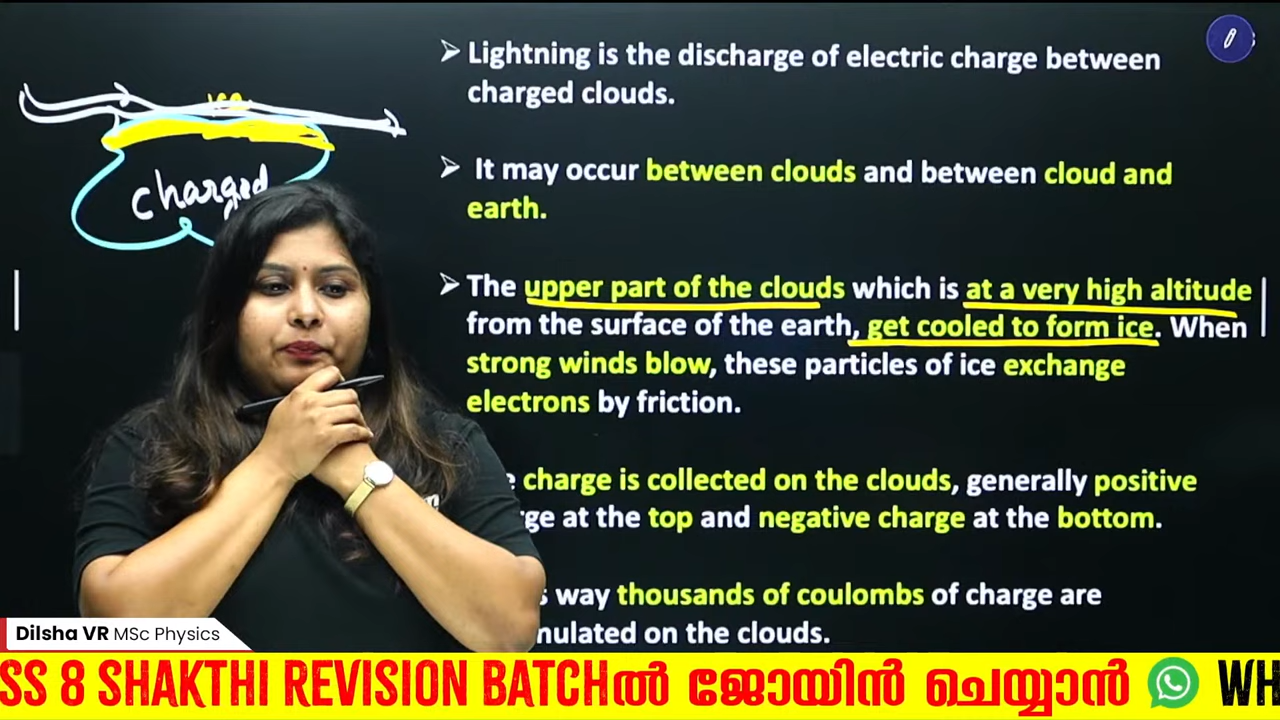 ➢ Lightning is the discharge of electric charge between
charged clouds.
➢ It may occur between clouds and between cloud and
earth.
➢ The upper part of the clouds which is at a very high altitude
from the surface of the earth, get cooled to form ice. When
strong winds blow, these particles of ice exchange
electrons by friction.
charge is collected on the clouds, generally positive
at the top and negative charge at the bottom.
way thousands of coulombs of charge are
on the clouds.
ice
charged
Dilsha VR MSc Physics
SS 8 SHAKTHI REVISION BATCHൽ ജോയിൻ ചെയ്യാൻ WH